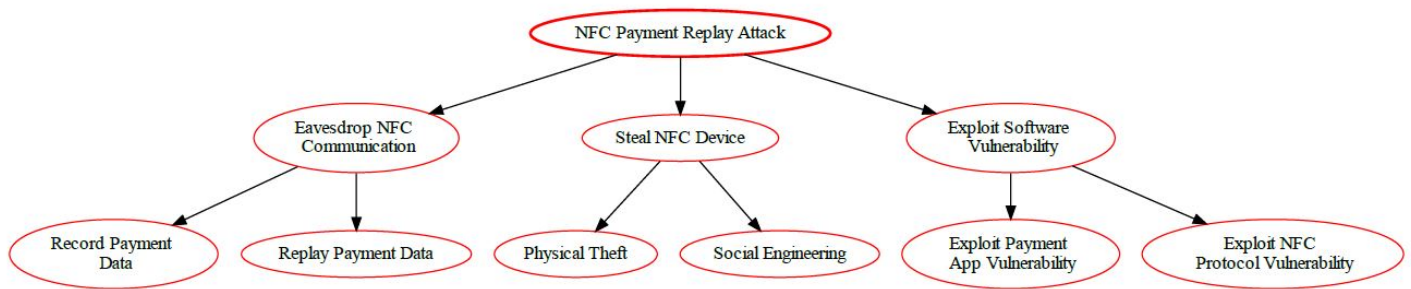 NFC Payment Replay Attack
Eavesdrop NFC
Communication
Steal NFC Device
Exploit Software
Vulnerability
Record Payment
Data
Replay Payment Data
Physical Theft
Social Engineering
Exploit Payment
App Vulnerability
Exploit NFC
Protocol Vulnerability